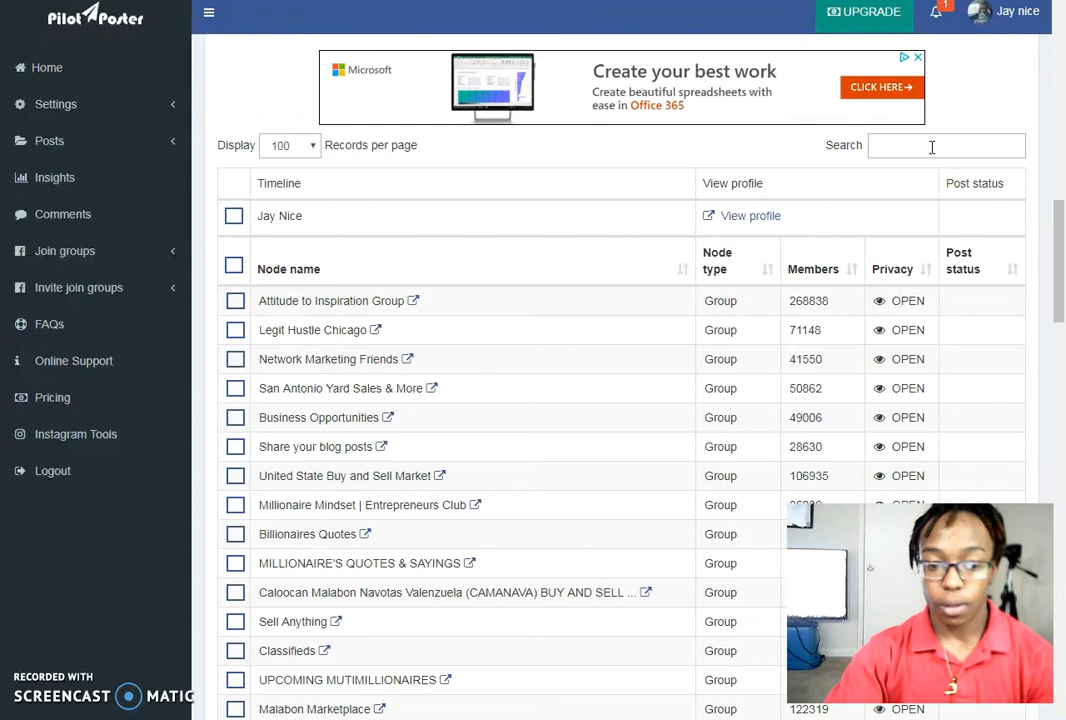 PilotPoster
UPGRADE
1
Jay nice
Home
Settings
Posts
Insights
Comments
Join groups
Invite join groups
FAQs
Online Support
Pricing
Instagram Tools
Logout
Microsoft
Create your best work
Create beautiful spreadsheets with
ease in Office 365
CLICK HERE→
Display 100 Records per page
Search
Timeline View profile Post status
Jay Nice View profile
Node name Node type Members Privacy Post status
Attitude to Inspiration Group Group 268838 OPEN
Legit Hustle Chicago Group 71148 OPEN
Network Marketing Friends Group 41550 OPEN
San Antonio Yard Sales & More Group 50862 OPEN
Business Opportunities Group 49006 OPEN
Share your blog posts Group 28630 OPEN
United State Buy and Sell Market Group 106935 OPEN
Millionaire Mindset | Entrepreneurs Club Group OPEN
Billionaires Quotes Group
MILLIONAIRE'S QUOTES & SAYINGS Group
Caloocan Malabon Navotas Valenzuela (CAMANAVA) BUY AND SELL ... Group
Sell Anything Group
Classifieds Group
UPCOMING MUTIMILLIONAIRES Group
Malabon Marketplace Group 122319 OPEN
RECORDED WITH
SCREENCAST MATIC
J